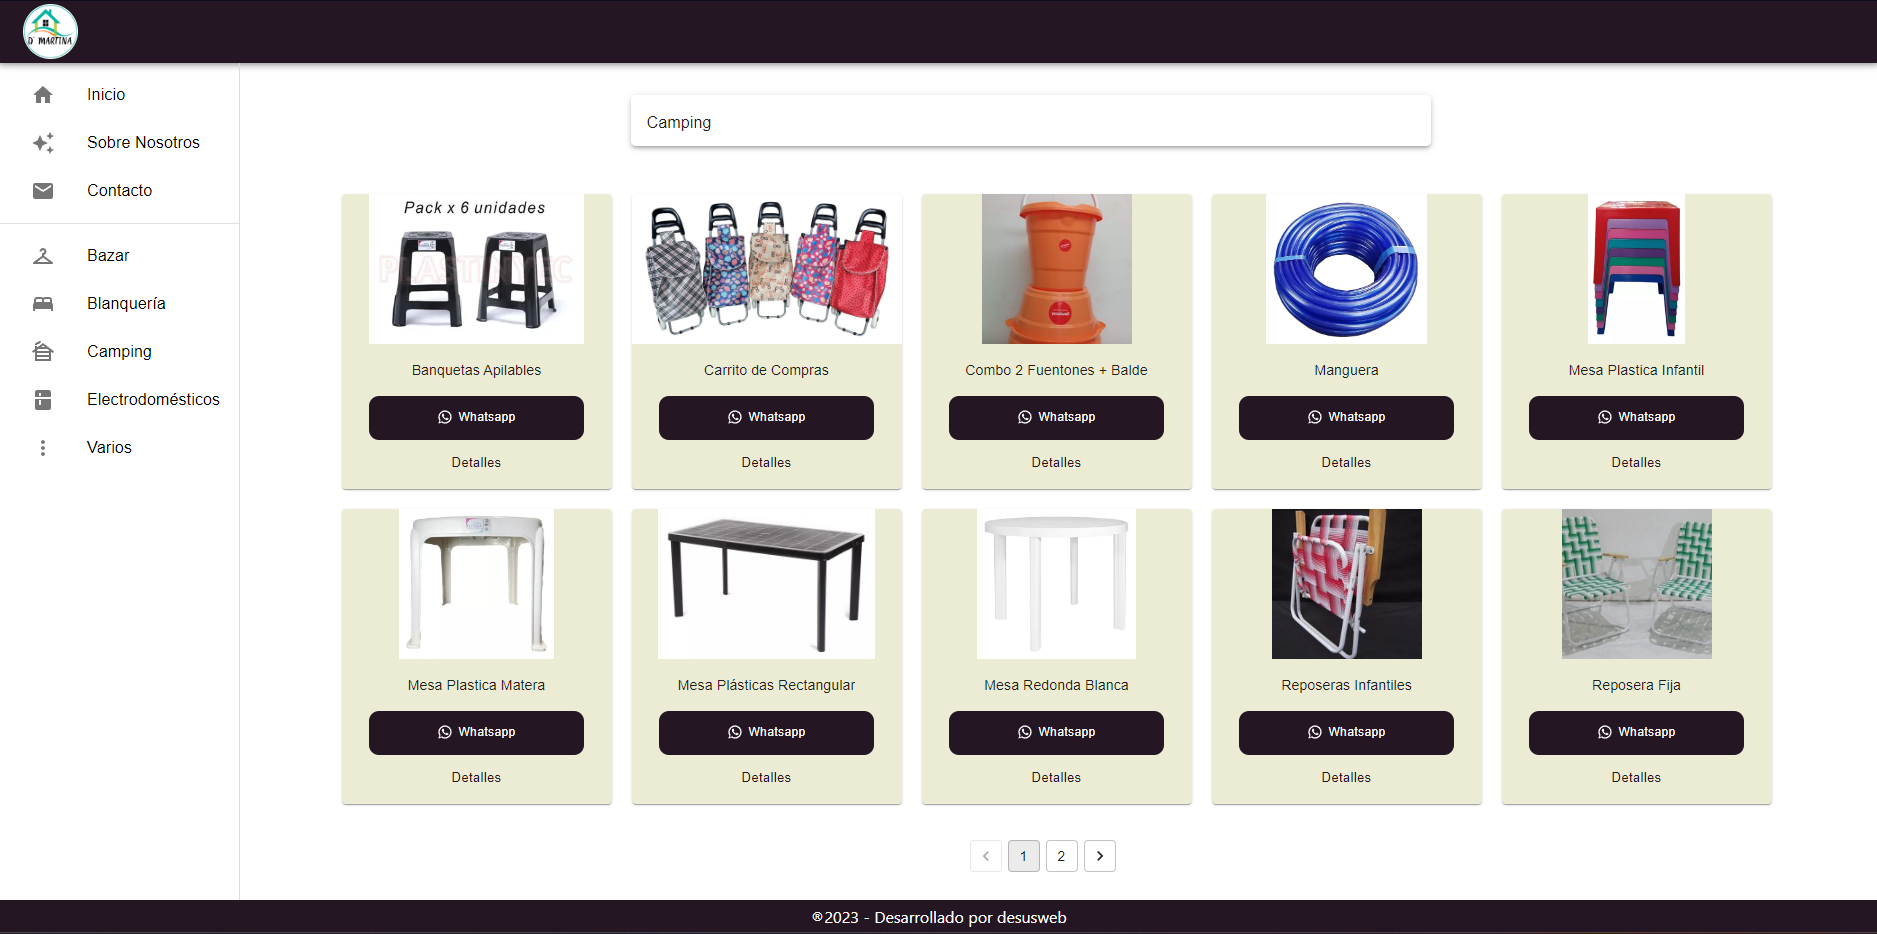 D' MARTINA
Inicio
Sobre Nosotros
Contacto
Bazar
Blanquería
Camping
Electrodomésticos
Varios
Camping
Pack x 6 unidades
PLASTINYEC
Banquetas Apilables
Whatsapp
Detalles
Carrito de Compras
Whatsapp
Detalles
Combo 2 Fuentones + Balde
Whatsapp
Detalles
Manguera
Whatsapp
Detalles
Mesa Plastica Infantil
Whatsapp
Detalles
Mesa Plastica Matera
Whatsapp
Detalles
Mesa Plásticas Rectangular
Whatsapp
Detalles
Mesa Redonda Blanca
Whatsapp
Detalles
Reposeras Infantiles
Whatsapp
Detalles
Reposera Fija
Whatsapp
Detalles
1
2
®2023 - Desarrollado por desusweb